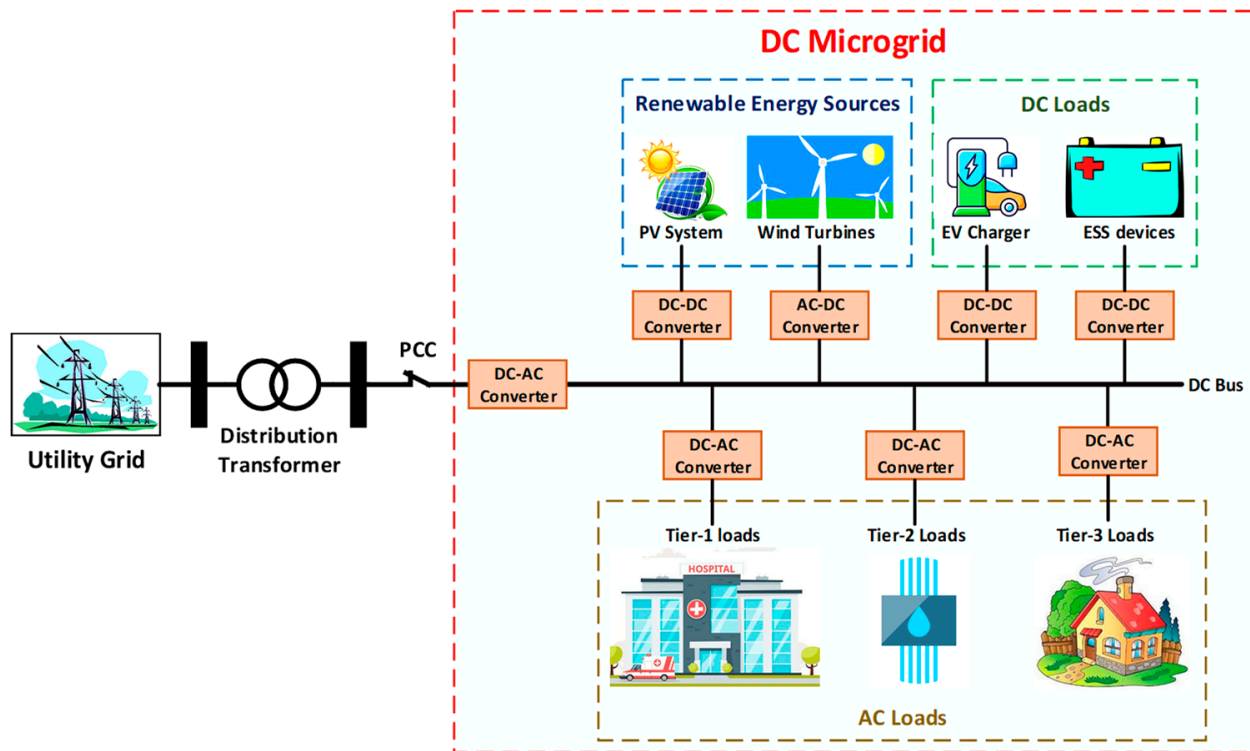 DC Microgrid
Renewable Energy Sources
DC Loads
PV System
Wind Turbines
EV Charger
ESS devices
DC-DC
Converter
AC-DC
Converter
DC-DC
Converter
DC-DC
Converter
PCC
DC-AC
Converter
DC Bus
Utility Grid
Distribution
Transformer
DC-AC
Converter
DC-AC
Converter
DC-AC
Converter
Tier-1 loads
Tier-2 Loads
Tier-3 Loads
HOSPITAL
AC Loads